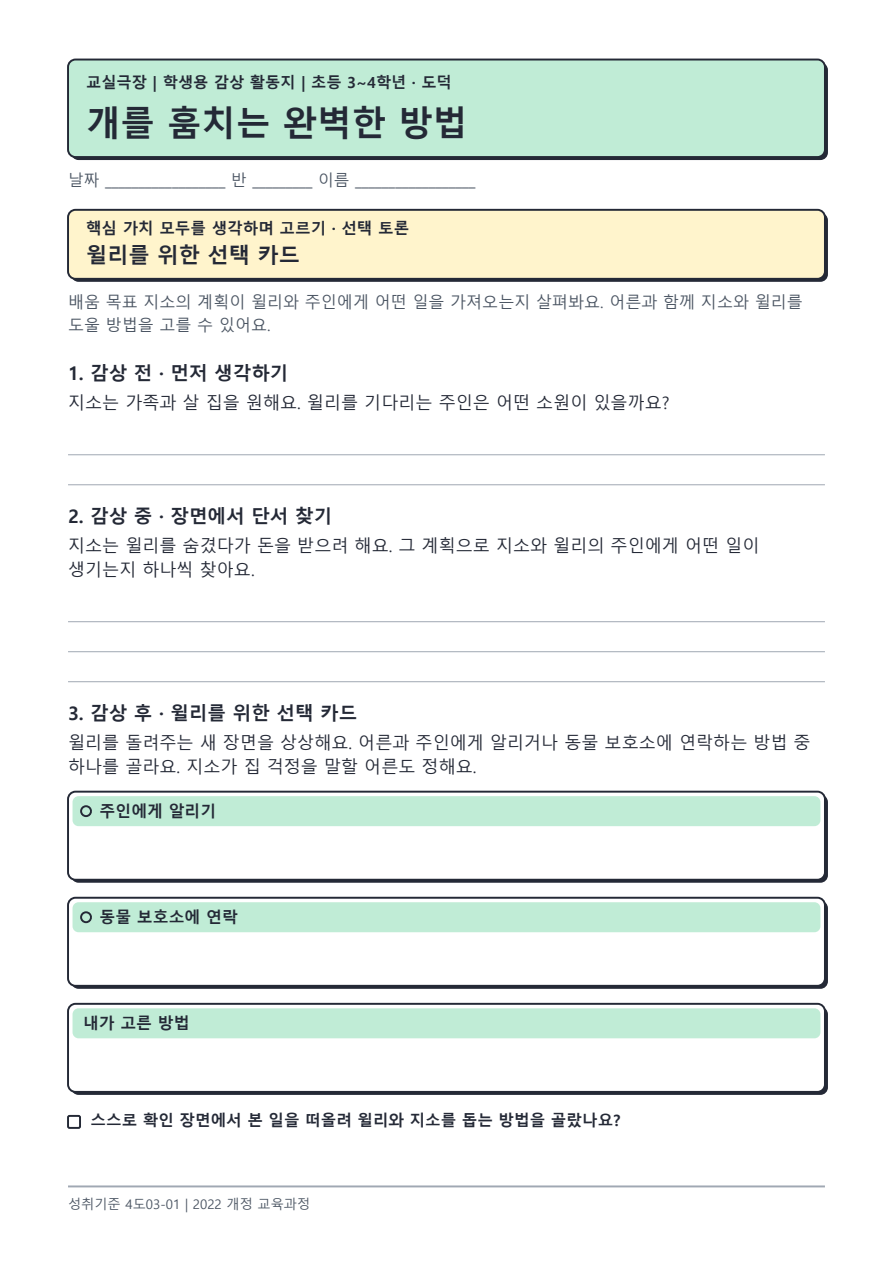 교실극장 | 학생용 감상 활동지 | 초등 3~4학년 · 도덕
개를 훔치는 완벽한 방법
날짜 _______________ 반 _______ 이름 _______________
핵심 가치 모두를 생각하며 고르기 · 선택 토론
윌리를 위한 선택 카드
배움 목표 지소의 계획이 윌리와 주인에게 어떤 일을 가져오는지 살펴봐요. 어른과 함께 지소와 윌리를
도울 방법을 고를 수 있어요.
1. 감상 전 · 먼저 생각하기
지소는 가족과 살 집을 원해요. 윌리를 기다리는 주인은 어떤 소원이 있을까요?
2. 감상 중 · 장면에서 단서 찾기
지소는 윌리를 숨겼다가 돈을 받으려 해요. 그 계획으로 지소와 윌리의 주인에게 어떤 일이
생기는지 하나씩 찾아요.
3. 감상 후 · 윌리를 위한 선택 카드
윌리를 돌려주는 새 장면을 상상해요. 어른과 주인에게 알리거나 동물 보호소에 연락하는 방법 중
하나를 골라요. 지소가 집 걱정을 말할 어른도 정해요.
주인에게 알리기
동물 보호소에 연락
내가 고른 방법
스스로 확인 장면에서 본 일을 떠올려 윌리와 지소를 돕는 방법을 골랐나요?
성취기준 4도03-01 | 2022 개정 교육과정